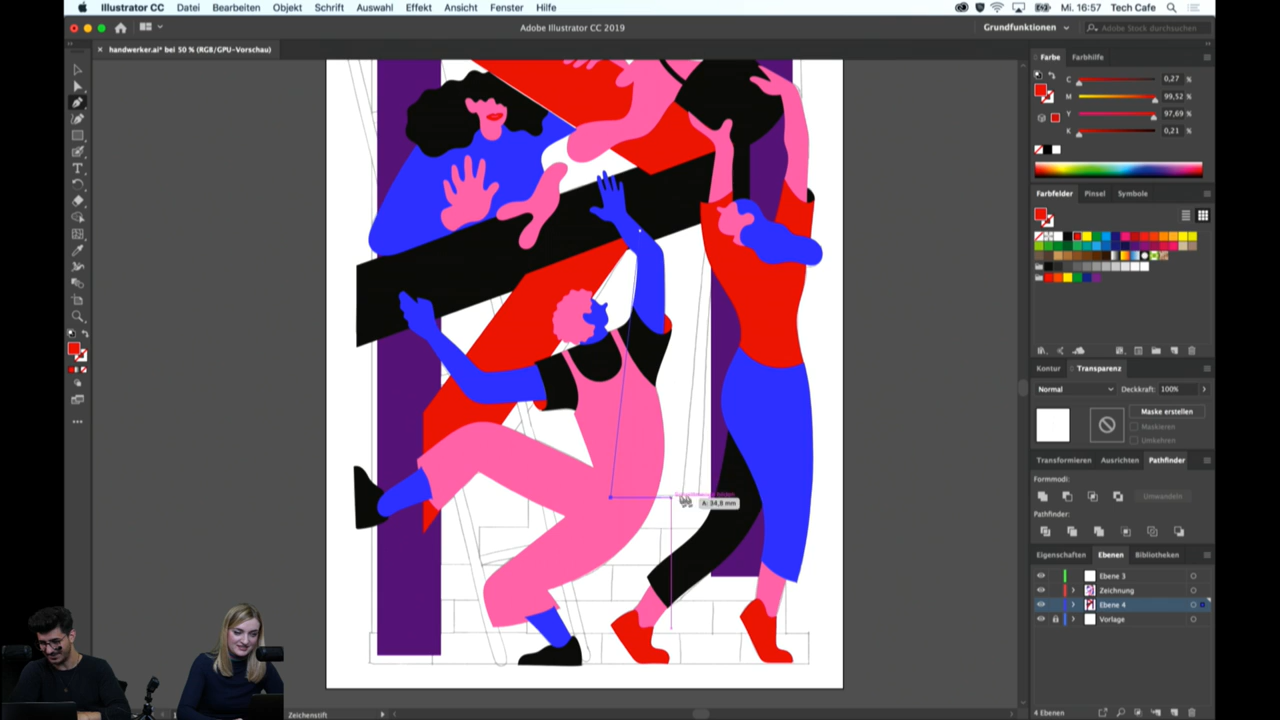 Illustrator CC Datei Bearbeiten Objekt Schrift Auswahl Effekt Ansicht Fenster Hilfe Mi. 16:57 Tech Cafe
Adobe Illustrator CC 2019 Grundfunktionen Adobe Stock durchsuchen
× handwerker.ai* bei 50 % (RGB/GPU-Vorschau)
Farbe Farbhilfe
C 0,27 %
M 99,52 %
Y 97,69 %
K 0,21 %
Farbfelder Pinsel Symbole
Kontur Transparenz
Normal Deckkraft: 100%
Maske erstellen
Maskieren
Umkehren
Transformieren Ausrichten Pathfinder
Formmodi:
Umwandeln
Pathfinder:
Eigenschaften Ebenen Bibliotheken
Ebene 3
Zeichnung
Ebene 4
Vorlage
A: 34,8 mm
Zeichenstift
4 Ebenen